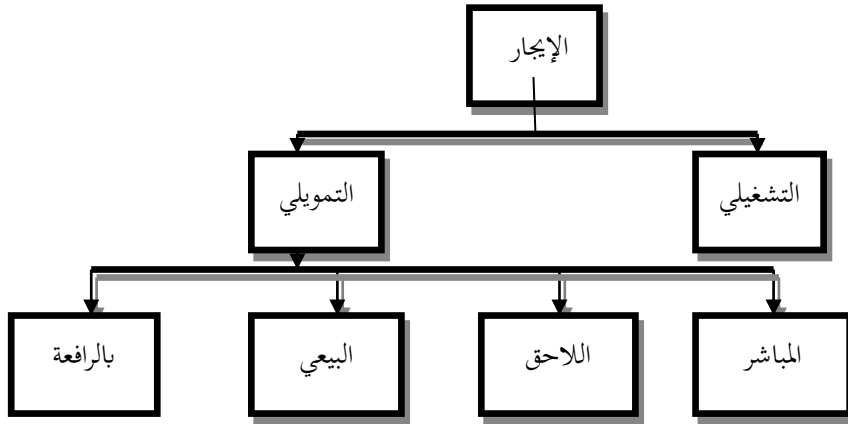 الإيجار
التشغيلي
التمويلي
المباشر
اللاحق
البيعي
بالرافعة